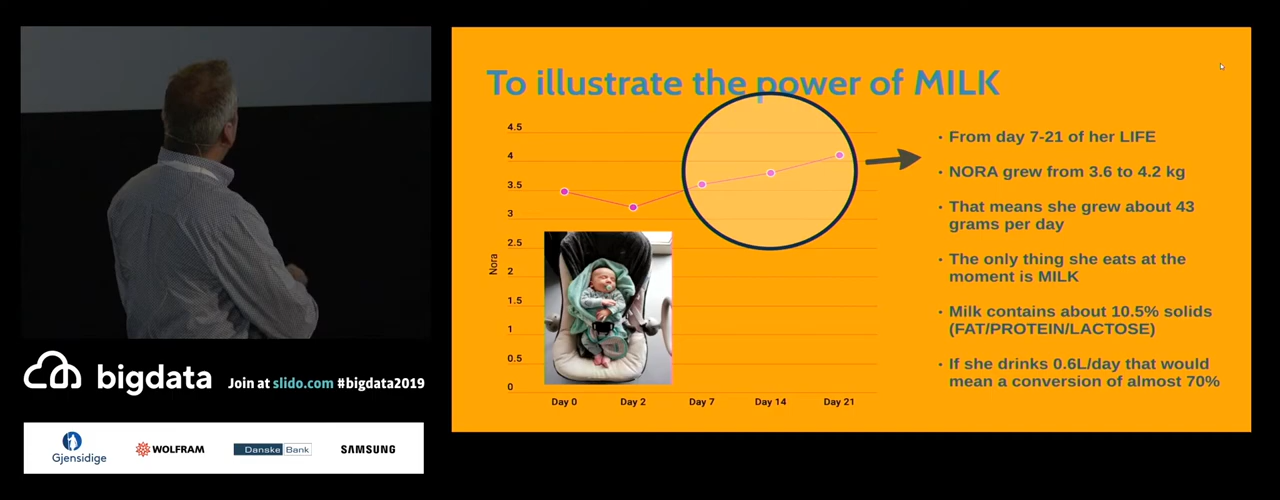 To illustrate the power of MILK
4.5
4
3.5
3
2.5
2
1.5
1
0.5
0
Nora
Day 0 Day 2 Day 7 Day 14 Day 21
• From day 7-21 of her LIFE
• NORA grew from 3.6 to 4.2 kg
• That means she grew about 43
grams per day
• The only thing she eats at the
moment is MILK
• Milk contains about 10.5% solids
(FAT/PROTEIN/LACTOSE)
• If she drinks 0.6L/day that would
mean a conversion of almost 70%
bigdata
Join at slido.com #bigdata2019
Gjensidige
WOLFRAM
Danske Bank
SAMSUNG